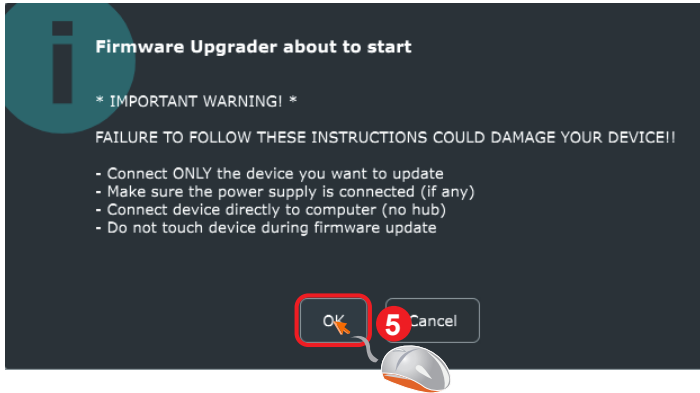 Firmware Upgrader about to start
* IMPORTANT WARNING! *
FAILURE TO FOLLOW THESE INSTRUCTIONS COULD DAMAGE YOUR DEVICE!!
- Connect ONLY the device you want to update
- Make sure the power supply is connected (if any)
- Connect device directly to computer (no hub)
- Do not touch device during firmware update
OK 5 Cancel